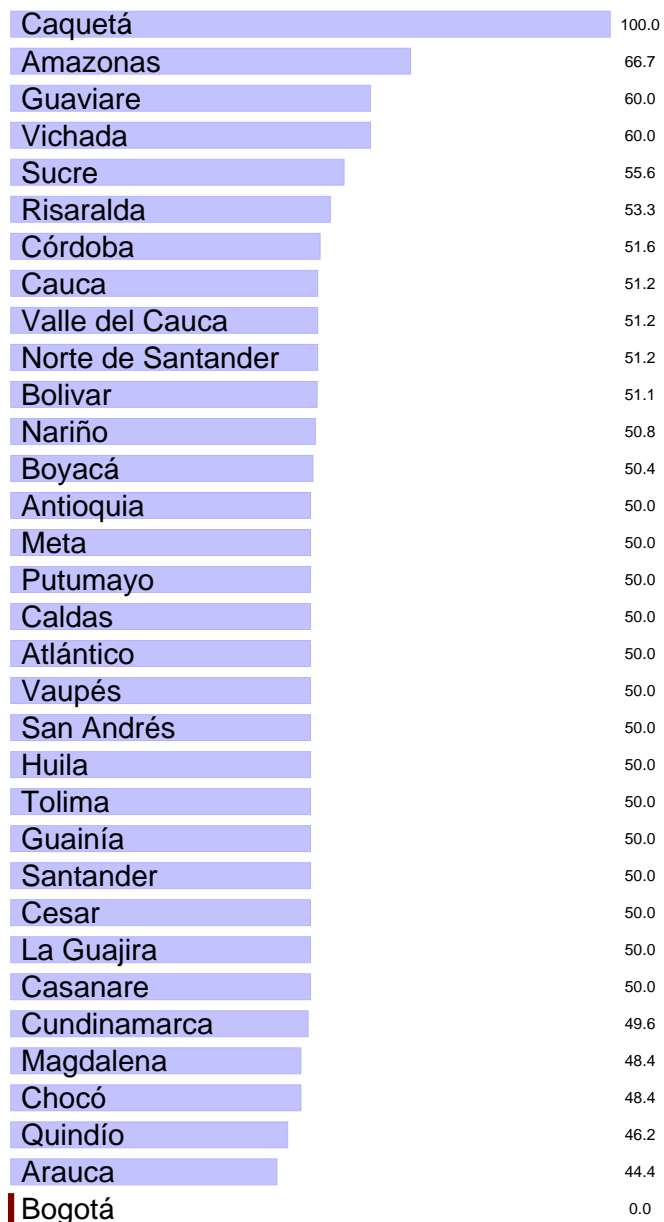 Caquetá 100.0
Amazonas 66.7
Guaviare 60.0
Vichada 60.0
Sucre 55.6
Risaralda 53.3
Córdoba 51.6
Cauca 51.2
Valle del Cauca 51.2
Norte de Santander 51.2
Bolivar 51.1
Nariño 50.8
Boyacá 50.4
Antioquia 50.0
Meta 50.0
Putumayo 50.0
Caldas 50.0
Atlántico 50.0
Vaupés 50.0
San Andrés 50.0
Huila 50.0
Tolima 50.0
Guainía 50.0
Santander 50.0
Cesar 50.0
La Guajira 50.0
Casanare 50.0
Cundinamarca 49.6
Magdalena 48.4
Chocó 48.4
Quindío 46.2
Arauca 44.4
Bogotá 0.0